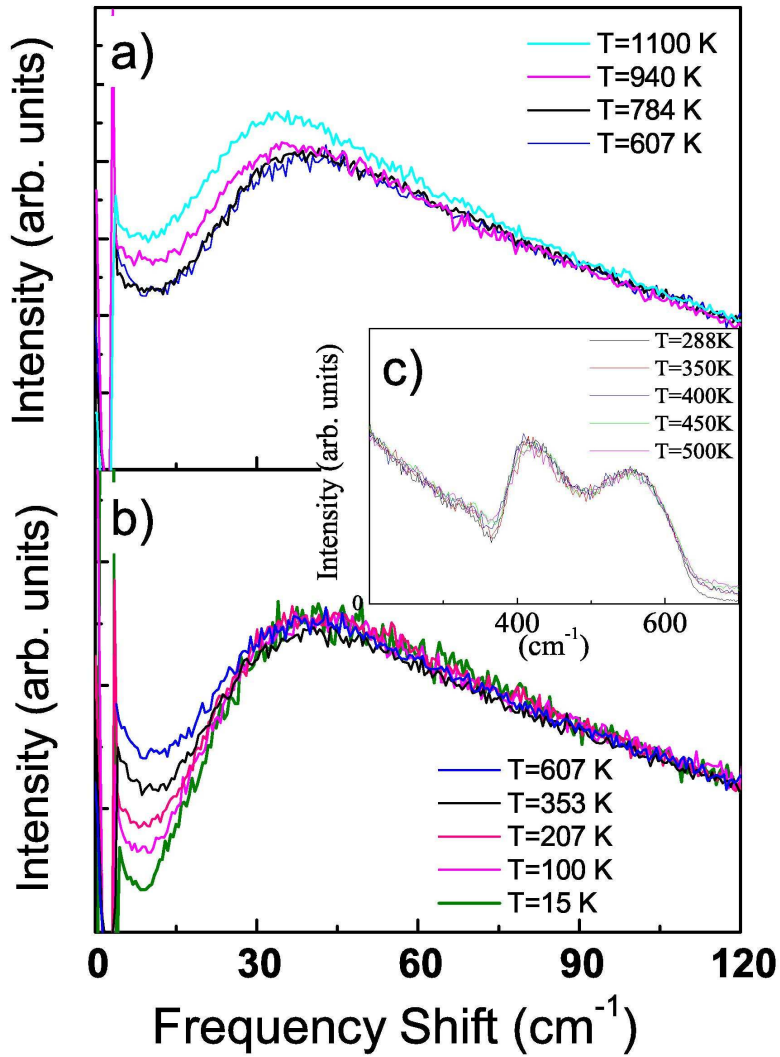 a)
T=1100 K
T=940 K
T=784 K
T=607 K
Intensity (arb. units)
c)
T=288K
T=350K
T=400K
T=450K
T=500K
Intensity (arb. units)
0
400
600
(cm-1)
b)
Intensity (arb. units)
T=607 K
T=353 K
T=207 K
T=100 K
T=15 K
0
30
60
90
120
Frequency Shift (cm-1)